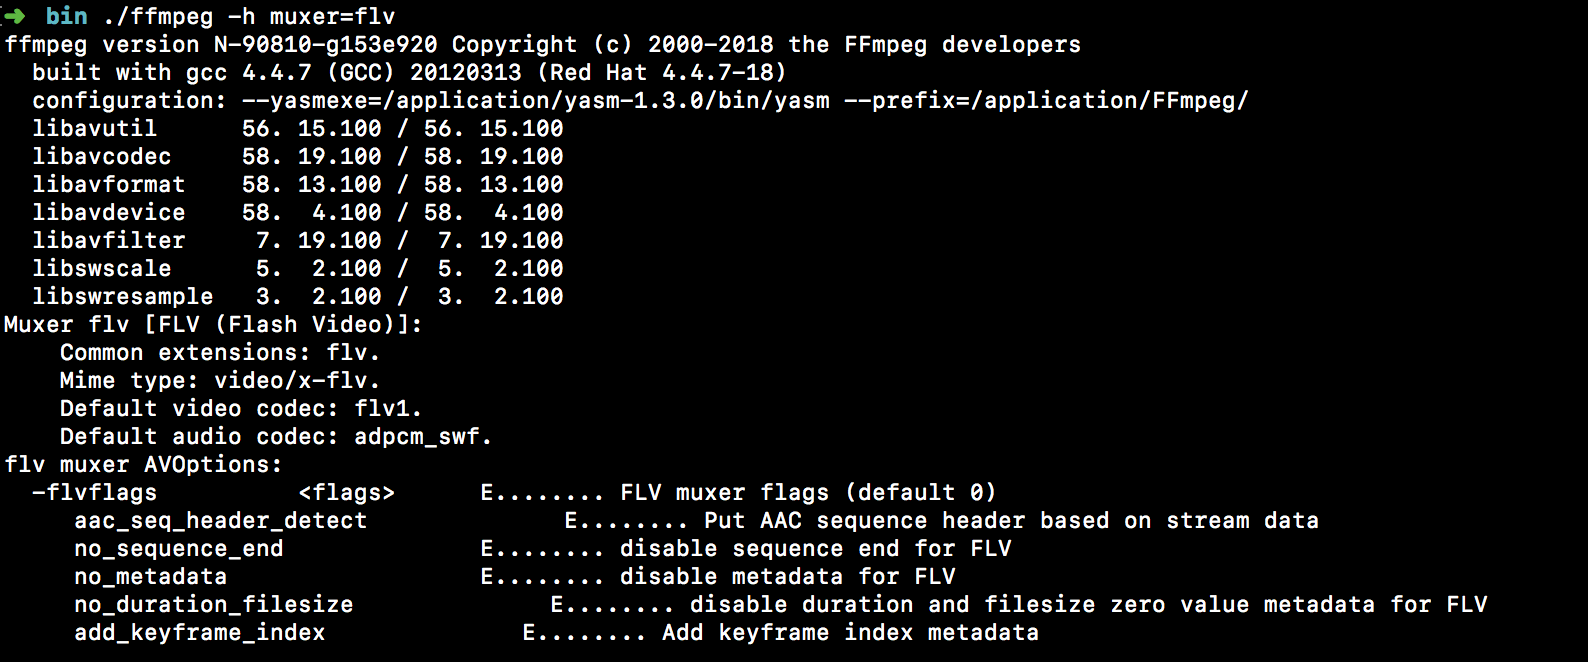 ➜  bin ./ffmpeg -h muxer=flv
ffmpeg version N-90810-g153e920 Copyright (c) 2000-2018 the FFmpeg developers
  built with gcc 4.4.7 (GCC) 20120313 (Red Hat 4.4.7-18)
  configuration: --yasmexe=/application/yasm-1.3.0/bin/yasm --prefix=/application/FFmpeg/
  libavutil      56. 15.100 / 56. 15.100
  libavcodec     58. 19.100 / 58. 19.100
  libavformat    58. 13.100 / 58. 13.100
  libavdevice    58.  4.100 / 58.  4.100
  libavfilter     7. 19.100 /  7. 19.100
  libswscale      5.  2.100 /  5.  2.100
  libswresample   3.  2.100 /  3.  2.100
Muxer flv [FLV (Flash Video)]:
    Common extensions: flv.
    Mime type: video/x-flv.
    Default video codec: flv1.
    Default audio codec: adpcm_swf.
flv muxer AVOptions:
  -flvflags          <flags>      E........ FLV muxer flags (default 0)
     aac_seq_header_detect              E........ Put AAC sequence header based on stream data
     no_sequence_end              E........ disable sequence end for FLV
     no_metadata                  E........ disable metadata for FLV
     no_duration_filesize              E........ disable duration and filesize zero value metadata for FLV
     add_keyframe_index              E........ Add keyframe index metadata